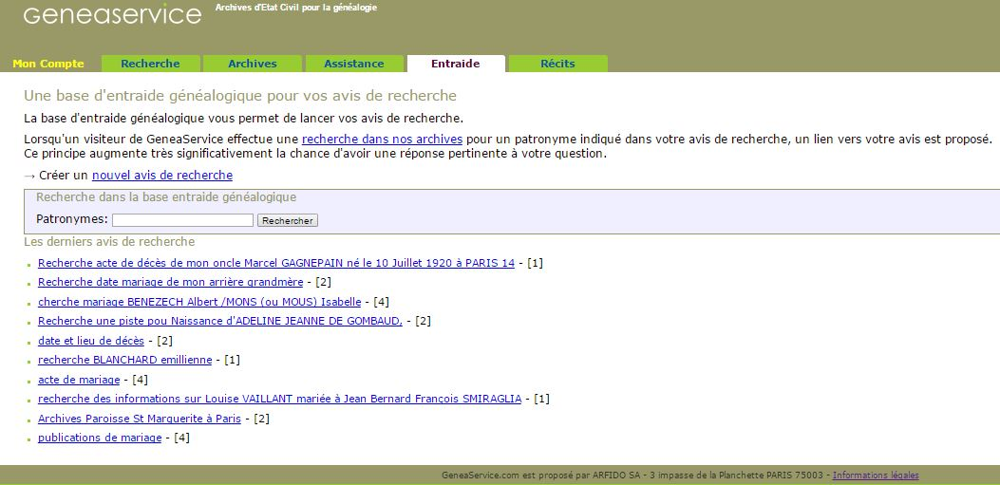 Geneaservice
Archives d'Etat Civil pour la généalogie
Mon Compte Recherche Archives Assistance Entraide Récits
Une base d'entraide généalogique pour vos avis de recherche
La base d'entraide généalogique vous permet de lancer vos avis de recherche.
Lorsqu'un visiteur de GeneaService effectue une recherche dans nos archives pour un patronyme indiqué dans votre avis de recherche, un lien vers votre avis est proposé.
Ce principe augmente très significativement la chance d'avoir une réponse pertinente à votre question.
→ Créer un nouvel avis de recherche
Recherche dans la base entraide généalogique
Patronymes: Rechercher
Les derniers avis de recherche
Recherche acte de décès de mon oncle Marcel GAGNEPAIN né le 10 Juillet 1920 à PARIS 14 - [1]
Recherche date mariage de mon arrière grandmère - [2]
cherche mariage BENEZECH Albert /MONS (ou MOUS) Isabelle - [4]
Recherche une piste pou Naissance d'ADELINE JEANNE DE GOMBAUD, - [2]
date et lieu de décès - [2]
recherche BLANCHARD emillienne - [1]
acte de mariage - [4]
recherche des informations sur Louise VAILLANT mariée à Jean Bernard François SMIRAGLIA - [1]
Archives Paroisse St Marguerite à Paris - [2]
publications de mariage - [4]
GeneaService.com est proposé par ARFIDO SA - 3 impasse de la Planchette PARIS 75003 - Informations légales